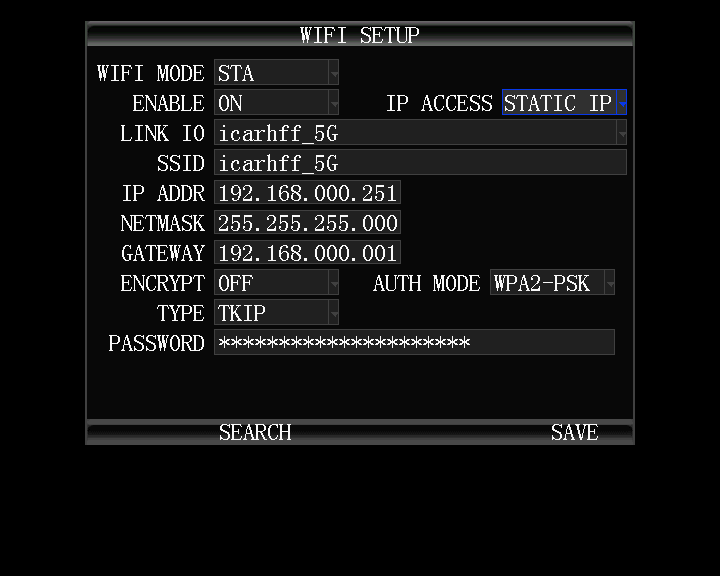 WIFI SETUP
WIFI MODE STA
ENABLE ON IP ACCESS STATIC IP
LINK IO icarhff_5G
SSID icarhff_5G
IP ADDR 192.168.000.251
NETMASK 255.255.255.000
GATEWAY 192.168.000.001
ENCRYPT OFF AUTH MODE WPA2-PSK
TYPE TKIP
PASSWORD *********************
SEARCH SAVE